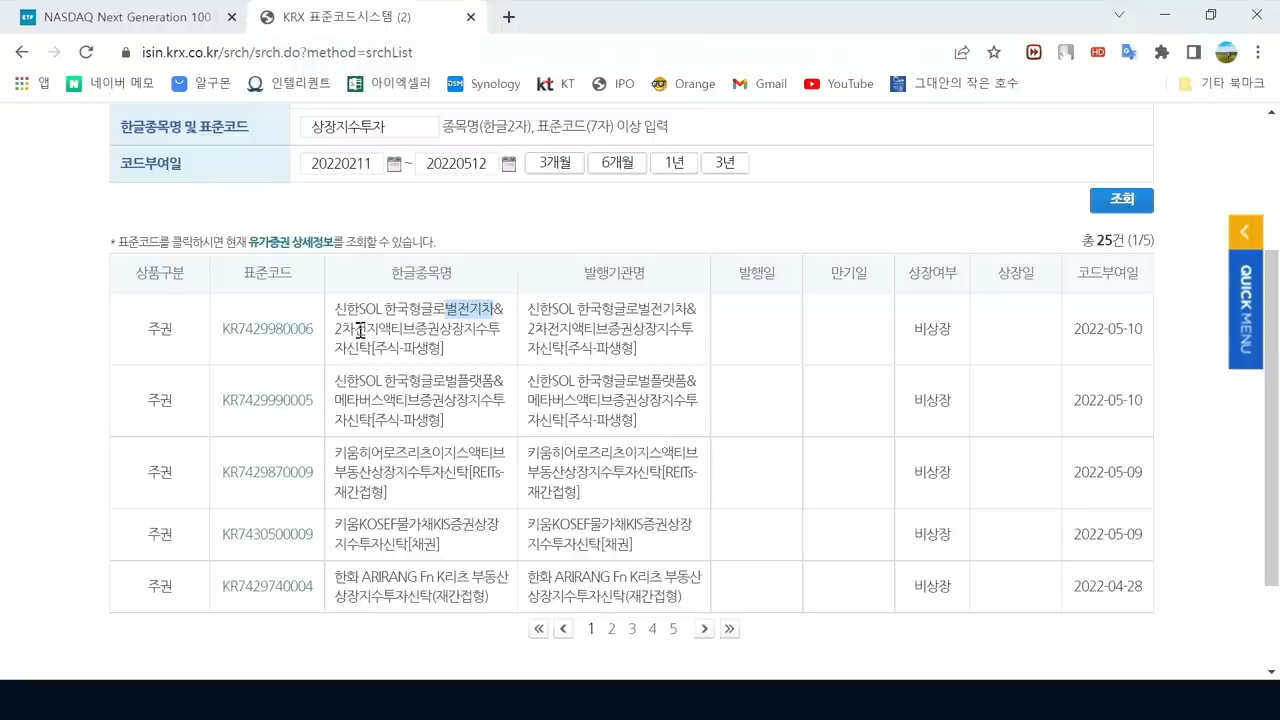 NASDAQ Next Generation 100
KRX 표준코드시스템 (2)
isin.krx.co.kr/srch/srch.do?method=srchList
앱 네이버 메모 알구몬 인텔리퀀트 아이엑셀러 DSM Synology kt KT IPO Orange Gmail YouTube 그대안의 작은 호수 기타 북마크
한글종목명 및 표준코드 상장지수투자 종목명(한글2자), 표준코드(7자) 이상 입력
코드부여일 20220211 ~ 20220512 3개월 6개월 1년 3년
조회
* 표준코드를 클릭하시면 현재 유가증권 상세정보를 조회할 수 있습니다. 총 25건 (1/5)
상품구분 표준코드 한글종목명 발행기관명 발행일 만기일 상장여부 상장일 코드부여일
신한SOL 한국형글로벌전기차& 신한SOL 한국형글로벌전기차&
주권 KR7429980006 2차전지액티브증권상장지수투 2차전지액티브증권상장지수투 비상장 2022-05-10
자신탁[주식-파생형] 자신탁[주식-파생형]
신한SOL 한국형글로벌플랫폼& 신한SOL 한국형글로벌플랫폼&
주권 KR7429990005 메타버스액티브증권상장지수투 메타버스액티브증권상장지수투 비상장 2022-05-10
자신탁[주식-파생형] 자신탁[주식-파생형]
키움히어로즈리츠이지스액티브 키움히어로즈리츠이지스액티브
주권 KR7429870009 부동산상장지수투자신탁[REITs- 부동산상장지수투자신탁[REITs- 비상장 2022-05-09
재간접형] 재간접형]
키움KOSEF물가채KIS증권상장 키움KOSEF물가채KIS증권상장
주권 KR7430500009 지수투자신탁[채권] 지수투자신탁[채권] 비상장 2022-05-09
한화 ARIRANG Fn K리츠 부동산 한화 ARIRANG Fn K리츠 부동산
주권 KR7429740004 상장지수투자신탁(재간접형) 상장지수투자신탁(재간접형) 비상장 2022-04-28
1 2 3 4 5
QUICK MENU